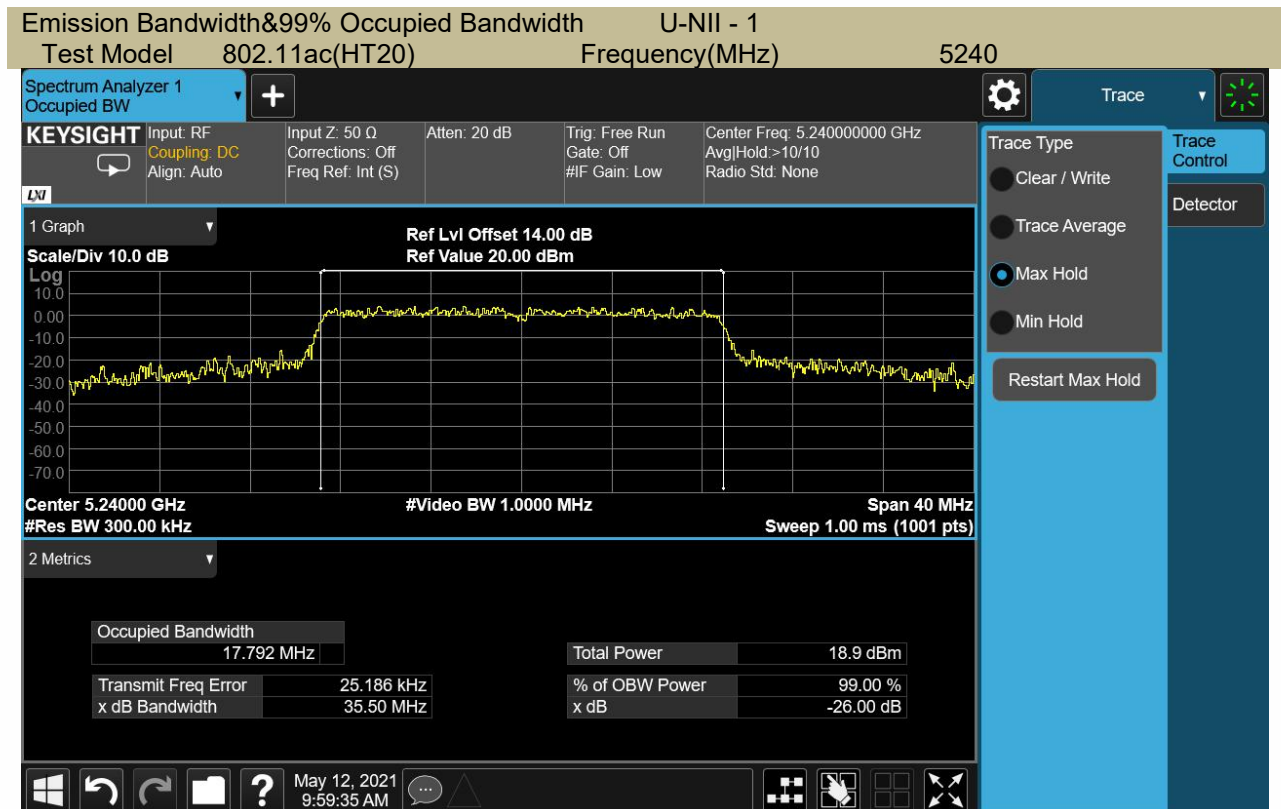 Emission Bandwidth&99% Occupied Bandwidth U-NII - 1
Test Model 802.11ac(HT20) Frequency(MHz) 5240
Spectrum Analyzer 1
Occupied BW
+
Trace
KEYSIGHT
LXI
Input: RF
Coupling: DC
Align: Auto
Input Z: 50 Ω
Corrections: Off
Freq Ref: Int (S)
Atten: 20 dB
Trig: Free Run
Gate: Off
#IF Gain: Low
Center Freq: 5.240000000 GHz
Avg|Hold:>10/10
Radio Std: None
Trace Type
Clear / Write
Trace Average
Max Hold
Min Hold
Restart Max Hold
Trace
Control
Detector
1 Graph
Scale/Div 10.0 dB
Ref Lvl Offset 14.00 dB
Ref Value 20.00 dBm
Log
10.0
0.00
-10.0
-20.0
-30.0
-40.0
-50.0
-60.0
-70.0
Center 5.24000 GHz #Video BW 1.0000 MHz Span 40 MHz
#Res BW 300.00 kHz Sweep 1.00 ms (1001 pts)
2 Metrics
Occupied Bandwidth
17.792 MHz
Total Power 18.9 dBm
Transmit Freq Error 25.186 kHz
% of OBW Power 99.00 %
x dB Bandwidth 35.50 MHz
x dB -26.00 dB
?
May 12, 2021
9:59:35 AM